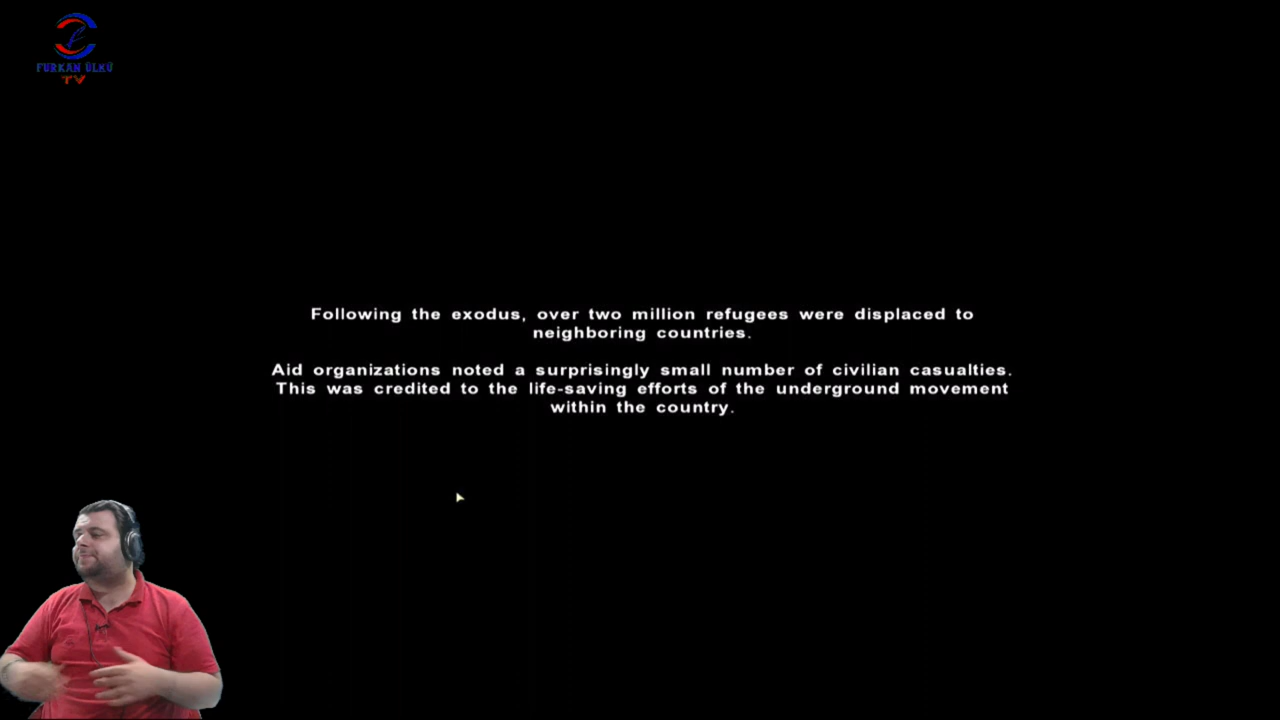 FURKAN ÜLKÜ
TV
Following the exodus, over two million refugees were displaced to
neighboring countries.
Aid organizations noted a surprisingly small number of civilian casualties.
This was credited to the life-saving efforts of the underground movement
within the country.